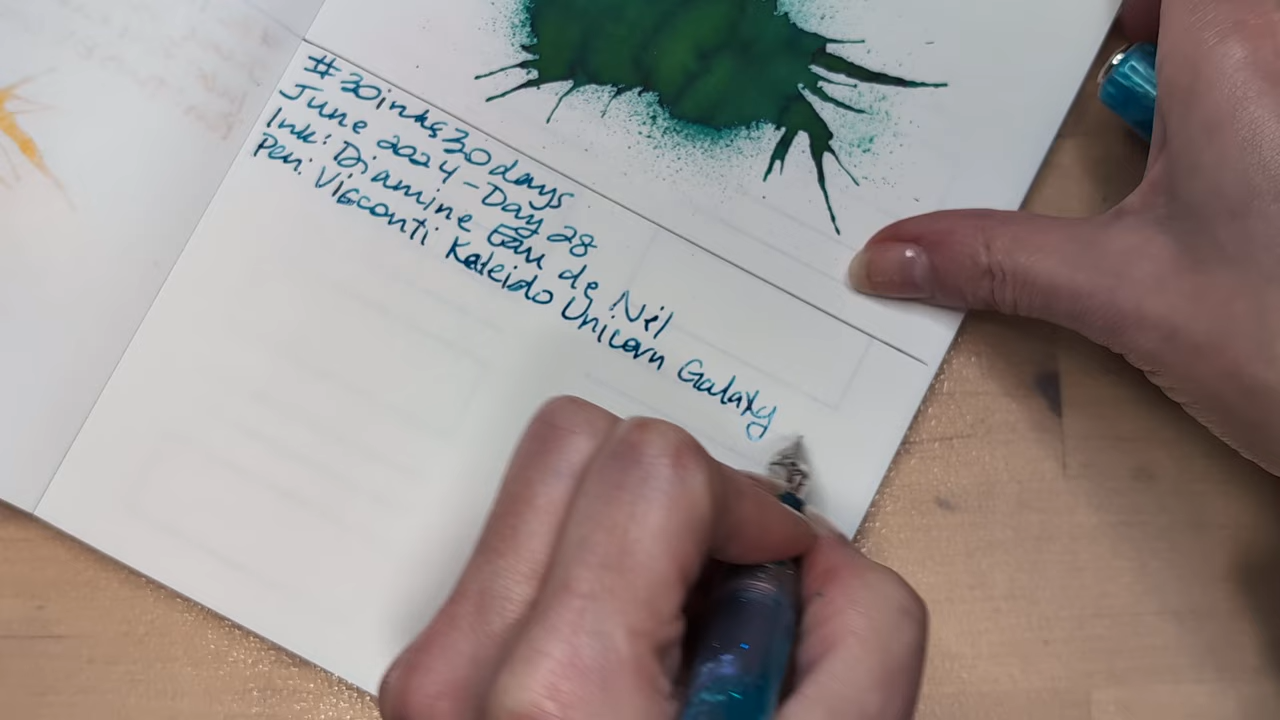 #30inks30days
June 2024 - Day 28
Ink: Diamine Eau de Nil
Pen: Visconti Kaleido Unicorn Galaxy